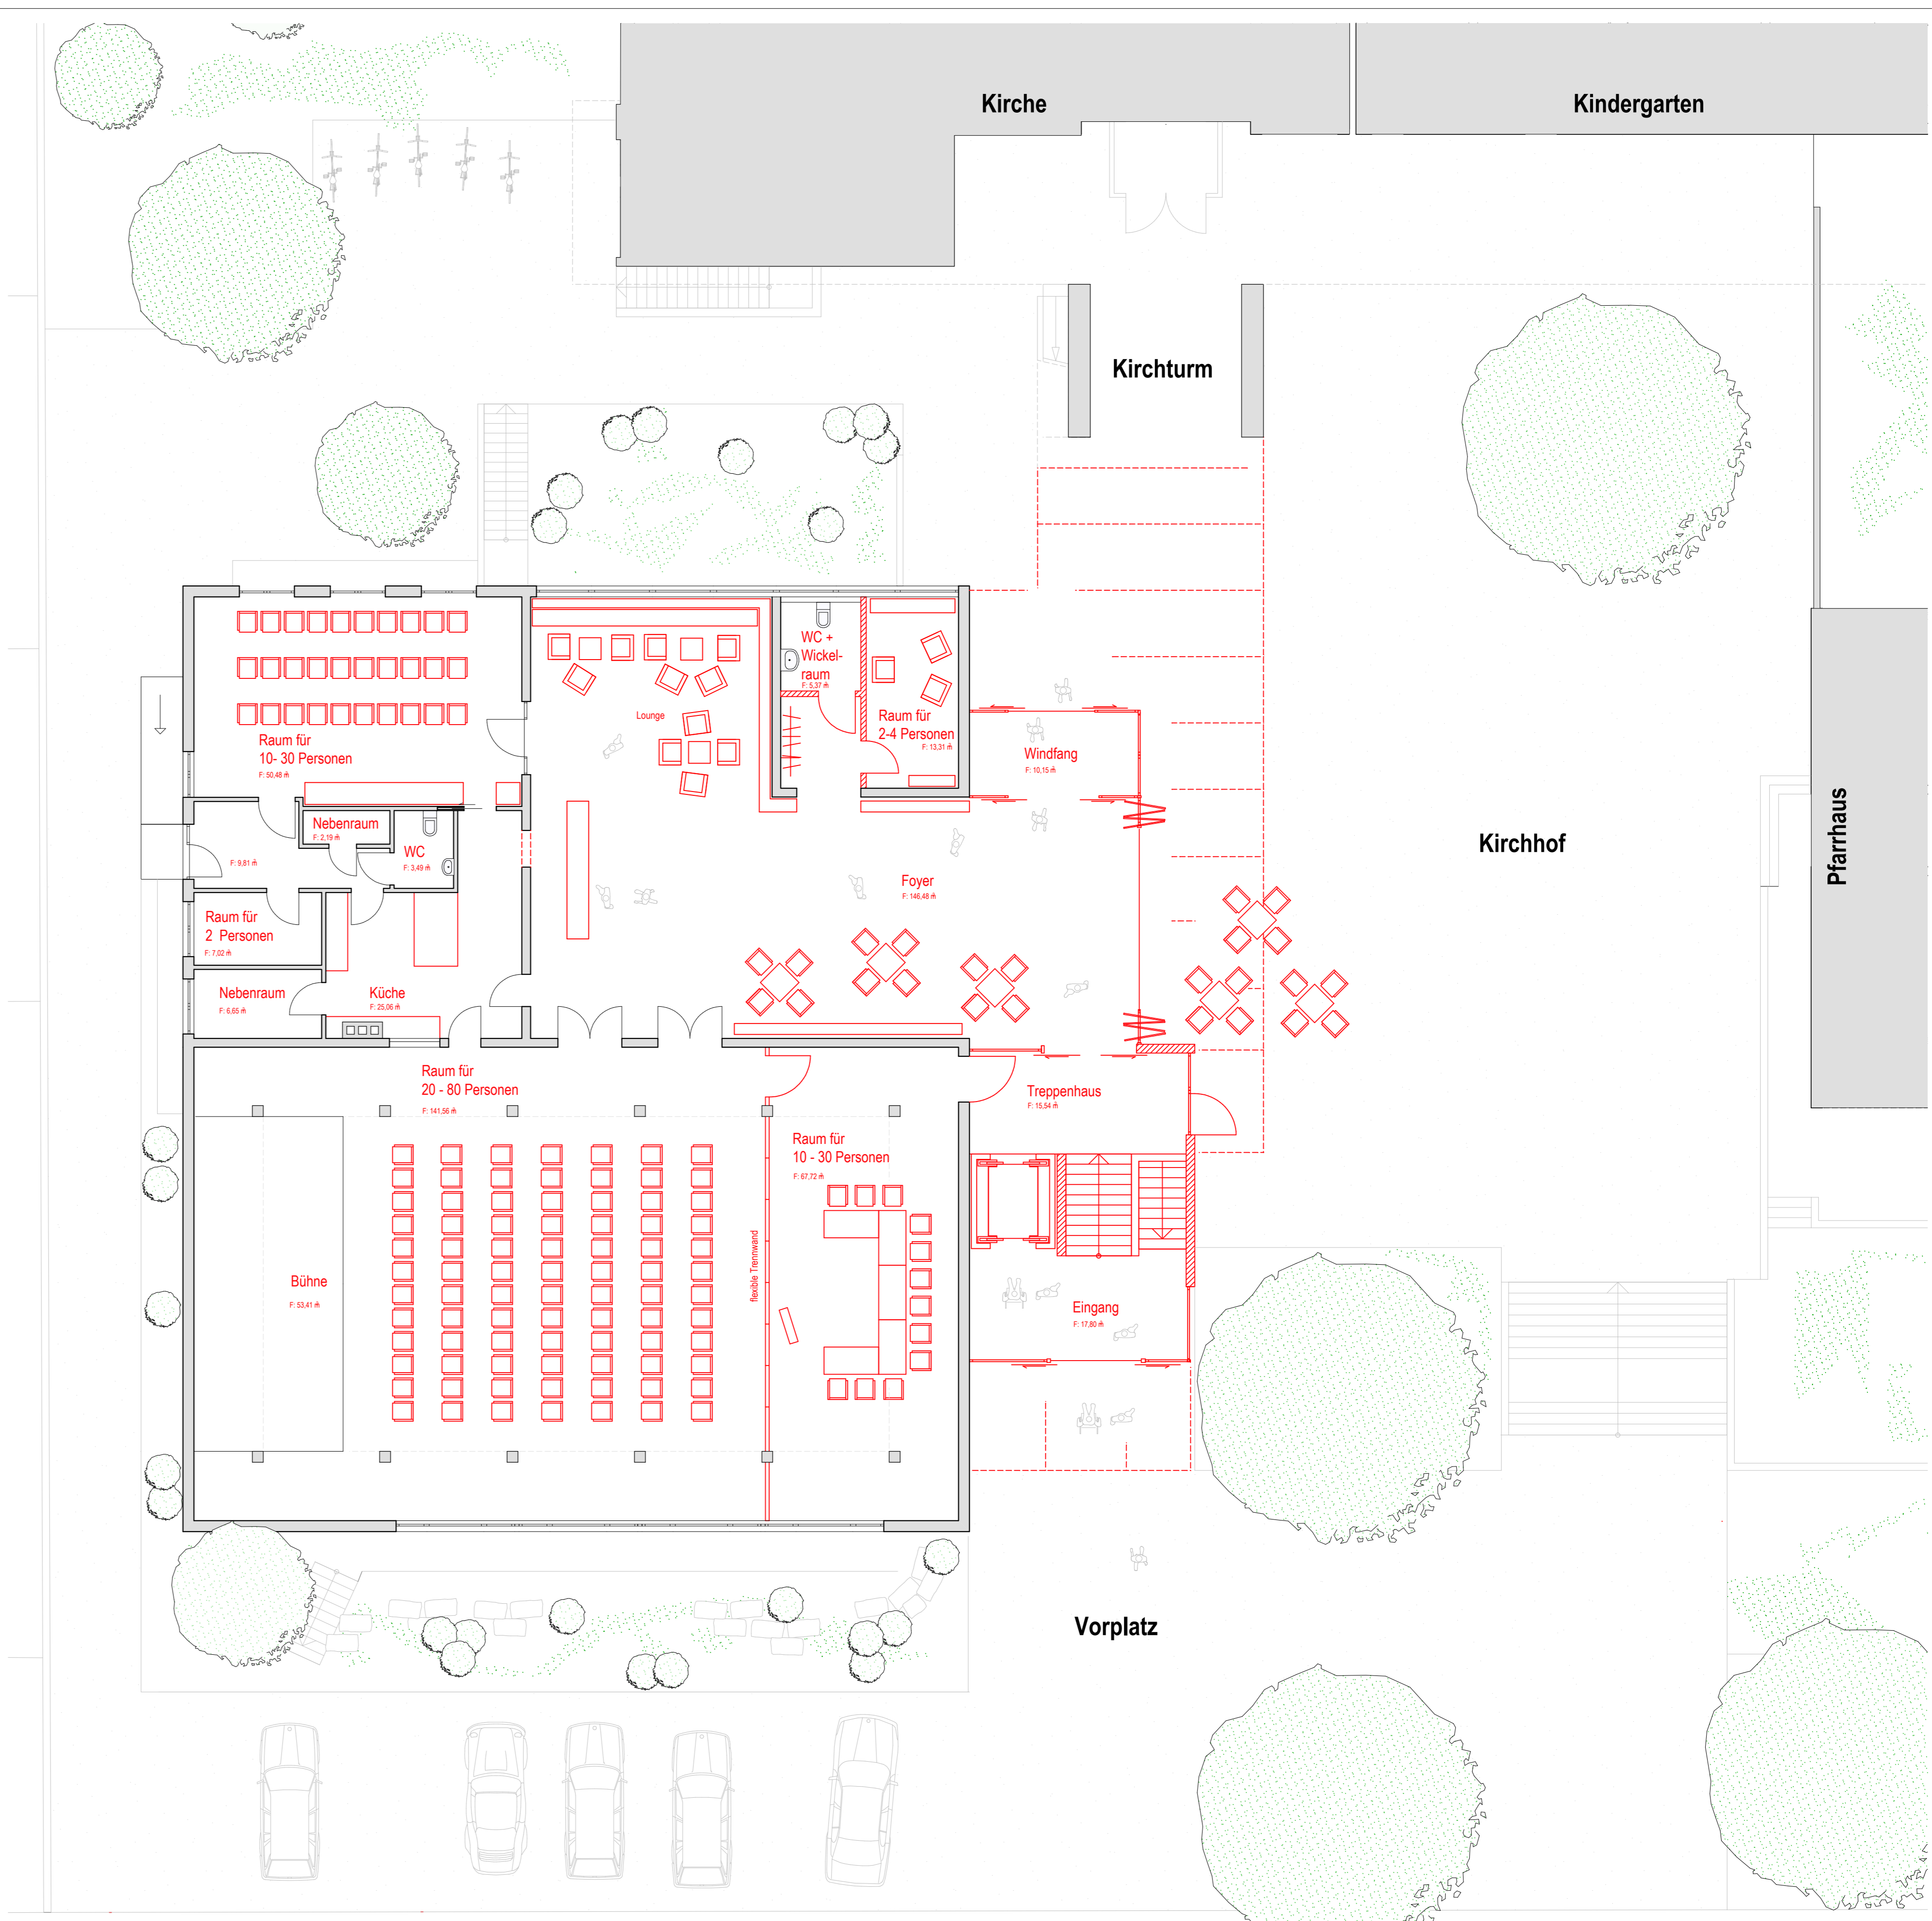 Kirche
Kindergarten
Kirchturm
WC +
Wickel-
raum
F: 5,37 m²
Raum für
2-4 Personen
F: 13,31 m²
Lounge
Raum für
10- 30 Personen
F: 50,48 m²
Windfang
F: 10,15 m²
Nebenraum
F: 2,19 m²
WC
F: 3,49 m²
F: 9,81 m²
Foyer
F: 146,48 m²
Kirchhof
Pfarrhaus
Raum für
2 Personen
F: 7,02 m²
Nebenraum
F: 6,65 m²
Küche
F: 25,06 m²
Raum für
20 - 80 Personen
F: 141,56 m²
Treppenhaus
F: 15,54 m²
Raum für
10 - 30 Personen
F: 67,72 m²
flexible Trennwand
Bühne
F: 53,41 m²
Eingang
F: 17,80 m²
Vorplatz